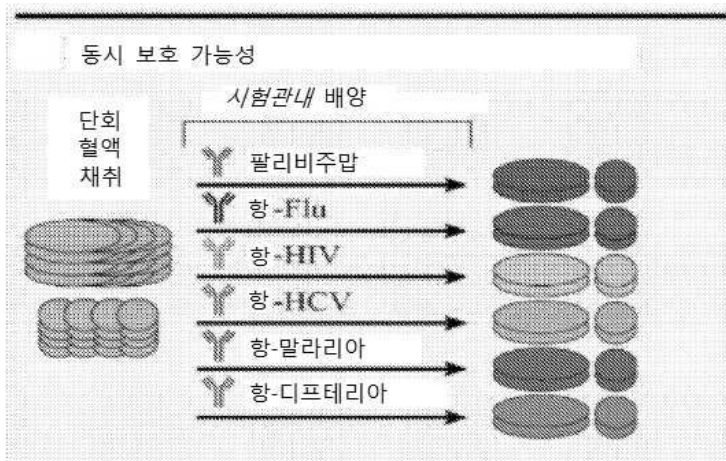 동시 보호 가능성
시험관내 배양
단회
혈액
채취
팔리비주맙
항-Flu
항-HIV
항-HCV
항-말라리아
항-디프테리아